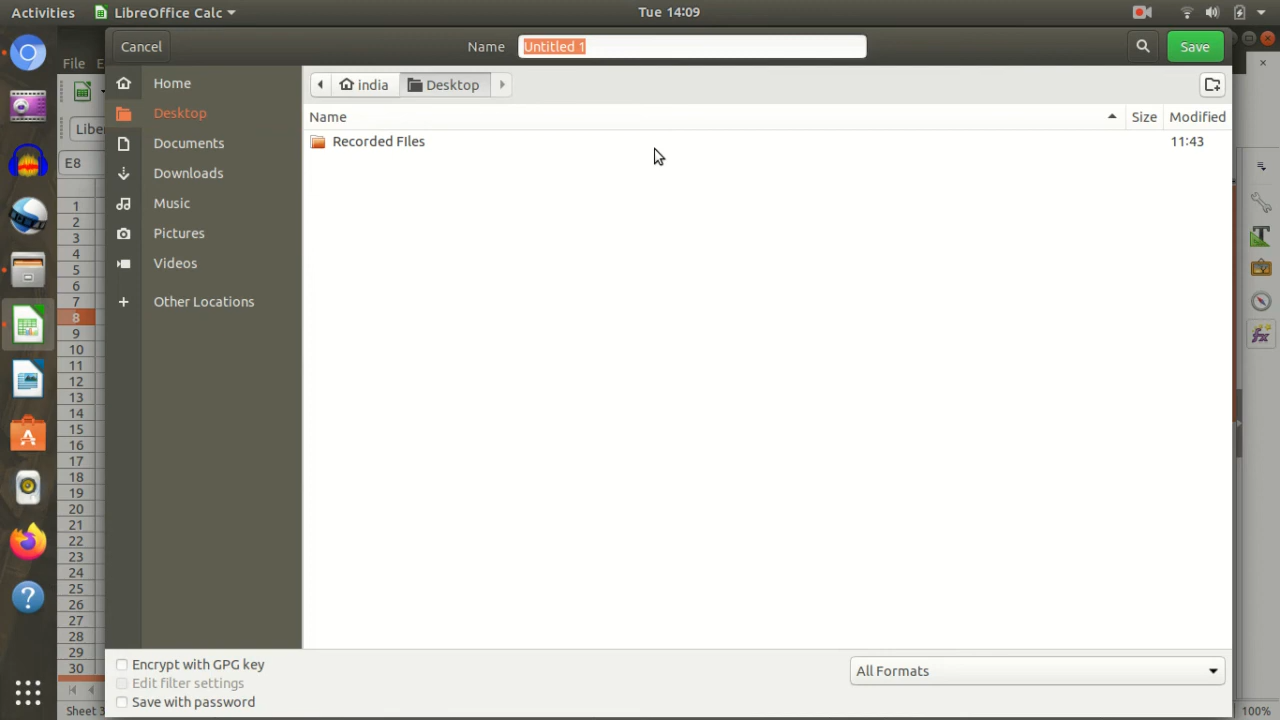 Activities LibreOffice Calc Tue 14:09
Cancel Name Untitled 1 Save
File
Home india Desktop
Desktop
Name Size Modified
Recorded FIles 11:43
Documents
Downloads
Music
Pictures
Videos
Other Locations
Liber
E8
1
2
3
4
5
6
7
8
9
10
11
12
13
14
15
16
17
18
19
20
21
22
23
24
25
26
27
28
29
30
Encrypt with GPG key
Edit filter settings
Save with password
All Formats
Sheet 3
100%